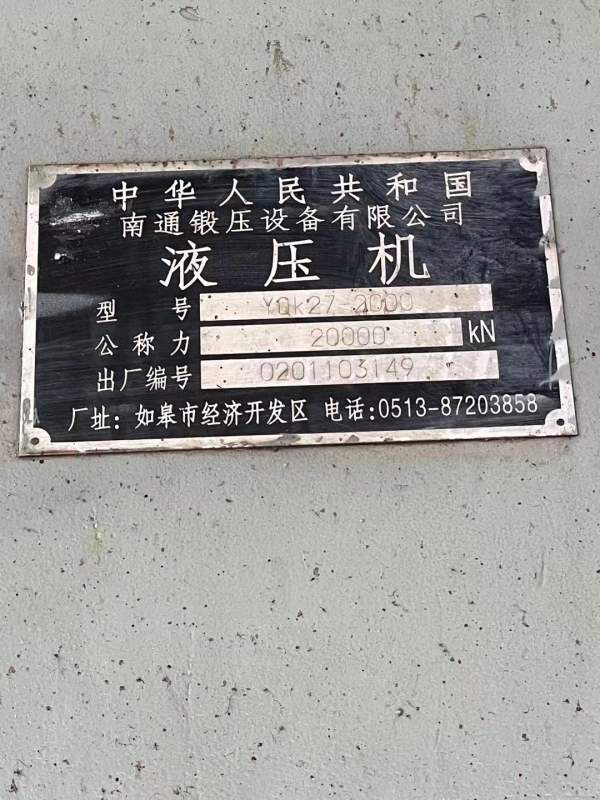 中华人民共和国
南通锻压设备有限公司
液压机
型号 YQk27-2000
公称力 20000 kN
出厂编号 0201103149
厂址：如皋市经济开发区 电话：0513-87203858